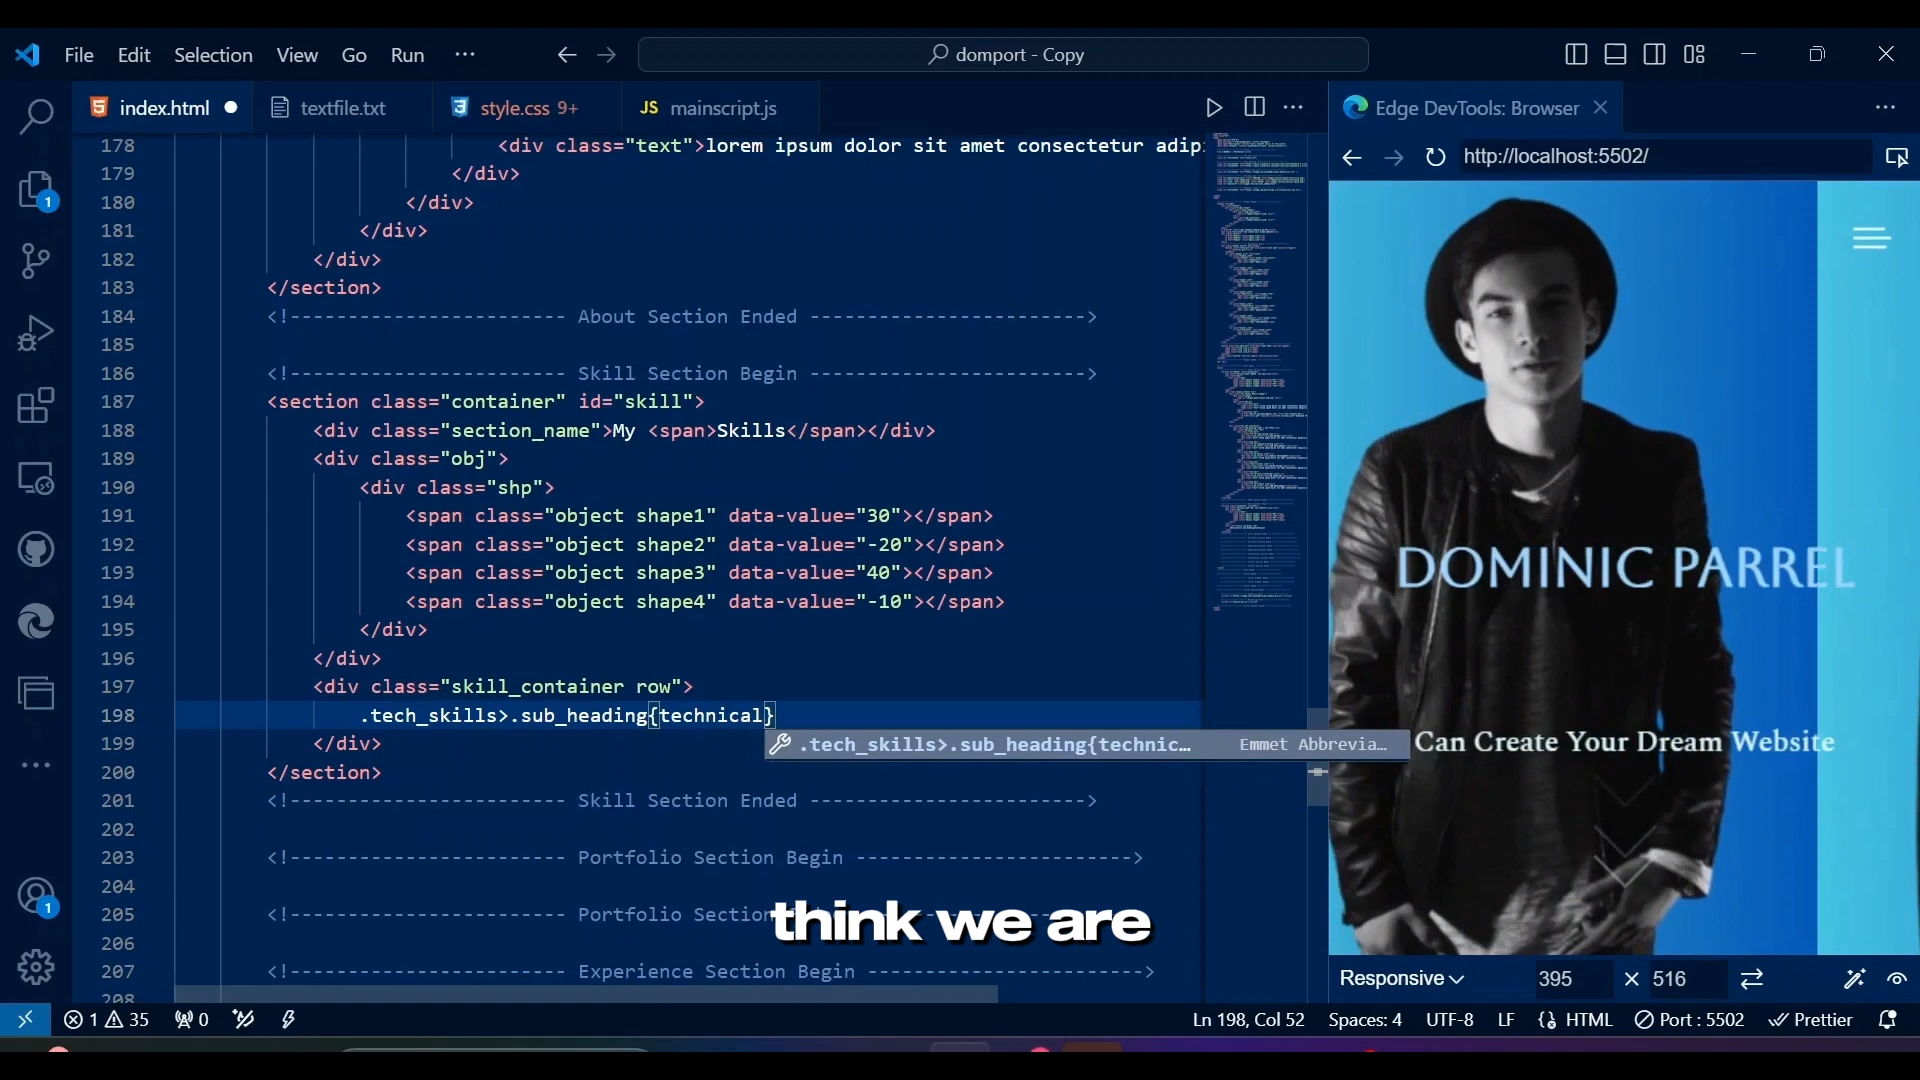 File Edit Selection View Go Run ··· domport - Copy
index.html textfile.txt style.css 9+ JS mainscript.js Edge DevTools: Browser
http://localhost:5502/
178 <div class="text">lorem ipsum dolor sit amet consectetur adip
179 </div>
180 </div>
181 </div>
182 </div>
183 </section>
184 <!------------------------ About Section Ended ------------------------>
185
186 <!------------------------ Skill Section Begin ------------------------>
187 <section class="container" id="skill">
188 <div class="section_name">My <span>Skills</span></div>
189 <div class="obj">
190 <div class="shp">
191 <span class="object shape1" data-value="30"></span>
192 <span class="object shape2" data-value="-20"></span>
193 <span class="object shape3" data-value="40"></span>
194 <span class="object shape4" data-value="-10"></span>
195 </div>
196 </div>
197 <div class="skill_container row">
198 .tech_skills>.sub_heading{technical}
.tech_skills>.sub_heading{technic… Emmet Abbrevia…
199 </div>
200 </section>
201 <!------------------------ Skill Section Ended ------------------------>
202
203 <!------------------------ Portfolio Section Begin ------------------------>
204
205 <!------------------------ Portfolio Section
206
207 <!------------------------ Experience Section Begin ------------------------>
208
think we are
DOMINIC PARREL
Can Create Your Dream Website
Responsive 395 × 516
1 35 0 Ln 198, Col 52 Spaces: 4 UTF-8 LF HTML Port : 5502 Prettier
1
1